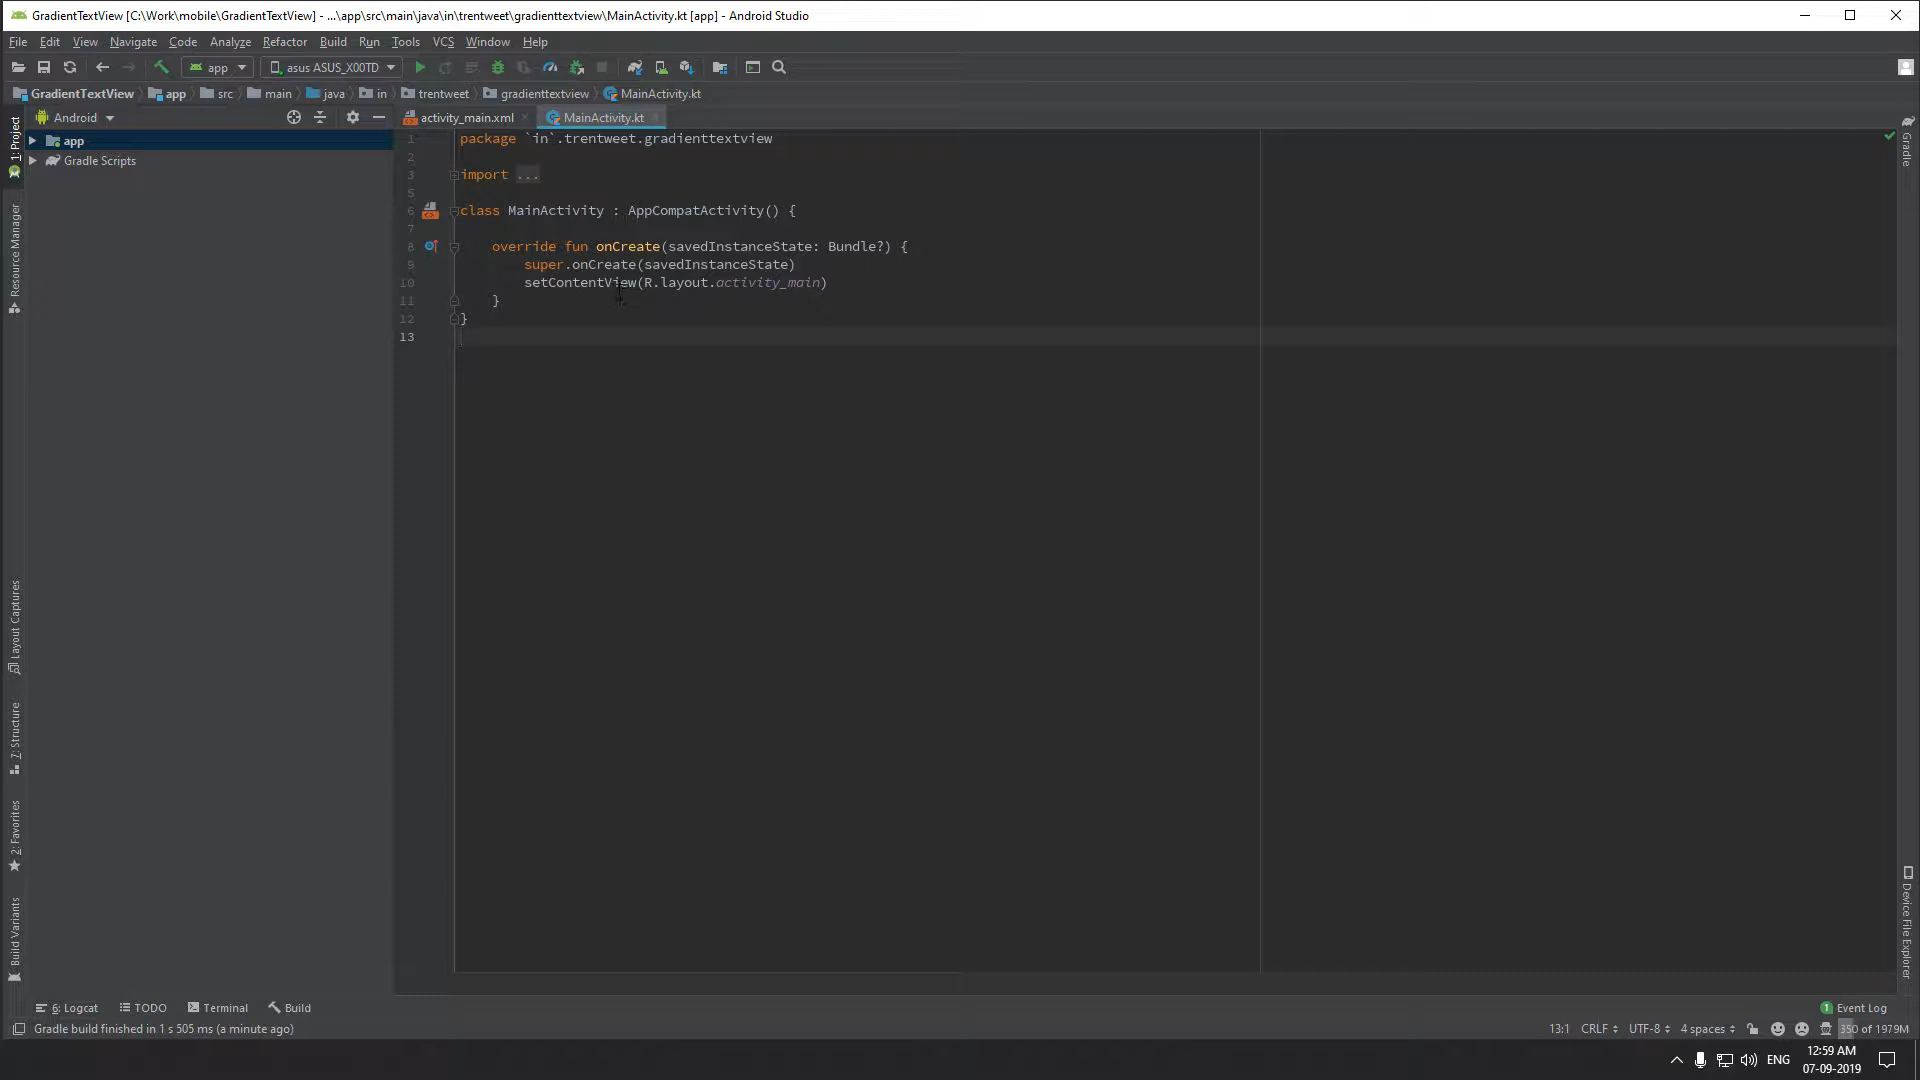 GradientTextView [C:\Work\mobile\GradientTextView] - ...\app\src\main\java\in\trentweet\gradienttextview\MainActivity.kt [app] - Android Studio
File Edit View Navigate Code Analyze Refactor Build Run Tools VCS Window Help
app asus ASUS_X00TD
GradientTextView app src main java in trentweet gradienttextview MainActivity.kt
1: Project
Resource Manager
Layout Captures
7: Structure
2: Favorites
Build Variants
Android
app
Gradle Scripts
activity_main.xml MainActivity.kt
1 package `in`.trentweet.gradienttextview
2
3 import ...
5
6 class MainActivity : AppCompatActivity() {
7
8 override fun onCreate(savedInstanceState: Bundle?) {
9 super.onCreate(savedInstanceState)
10 setContentView(R.layout.activity_main)
11 }
12 }
13
Gradle
Device File Explorer
6: Logcat TODO Terminal Build
1 Event Log
Gradle build finished in 1 s 505 ms (a minute ago)
13:1 CRLF UTF-8 4 spaces 350 of 1979M
ENG
12:59 AM
07-09-2019